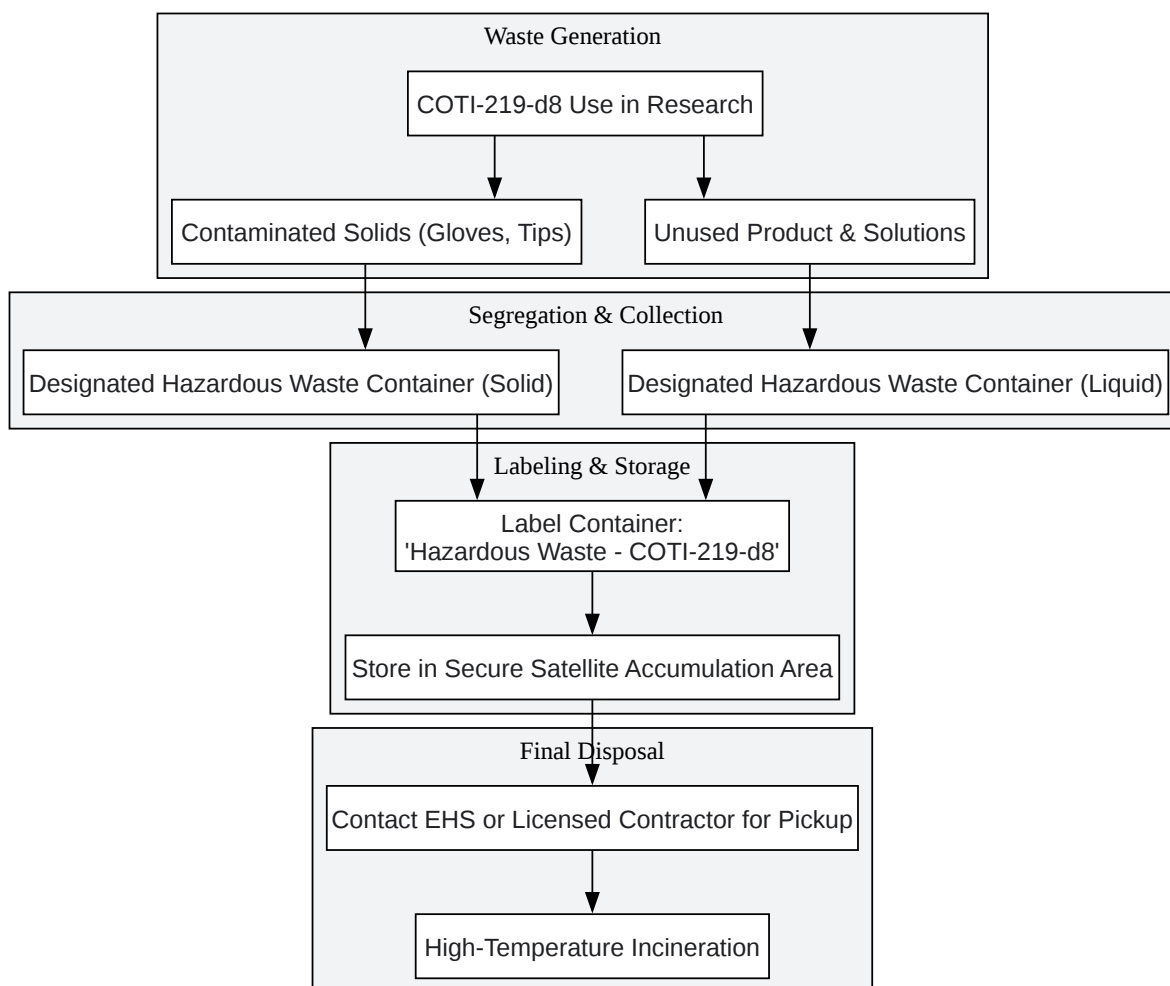 Waste Generation
COTI-219-d8 Use in Research
Contaminated Solids (Gloves, Tips)
Unused Product & Solutions
Segregation & Collection
Designated Hazardous Waste Container (Solid)
Designated Hazardous Waste Container (Liquid)
Labeling & Storage
Label Container:
'Hazardous Waste - COTI-219-d8'
Store in Secure Satellite Accumulation Area
Final Disposal
Contact EHS or Licensed Contractor for Pickup
High-Temperature Incineration